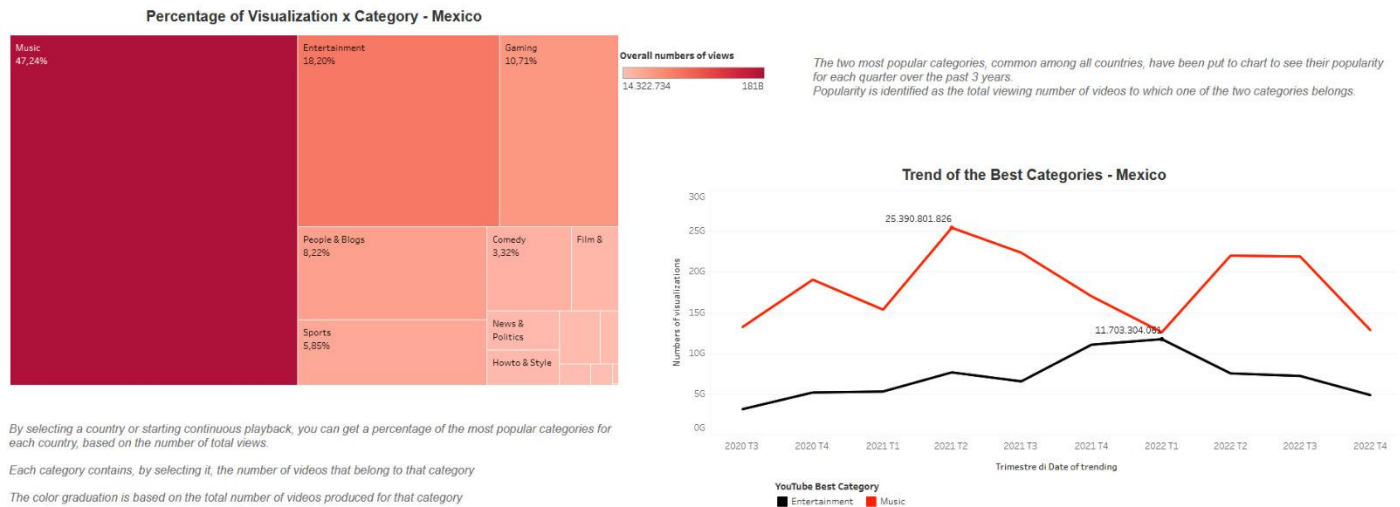 Percentage of Visualization x Category - Mexico
Music
47,24%
Entertainment
18,20%
Gaming
10,71%
People & Blogs
8,22%
Comedy
3,32%
Film &
Sports
5,85%
News &
Politics
Howto & Style
Overall numbers of views
14.322.734
181B
The two most popular categories, common among all countries, have been put to chart to see their popularity
for each quarter over the past 3 years.
Popularity is identified as the total viewing number of videos to which one of the two categories belongs.
Trend of the Best Categories - Mexico
Numbers of visualizations
30G
25G
20G
15G
10G
5G
0G
25.390.801.826
11.703.304.061
2020 T3
2020 T4
2021 T1
2021 T2
2021 T3
2021 T4
2022 T1
2022 T2
2022 T3
2022 T4
Trimestre di Date of trending
YouTube Best Category
Entertainment
Music
By selecting a country or starting continuous playback, you can get a percentage of the most popular categories for
each country, based on the number of total views.
Each category contains, by selecting it, the number of videos that belong to that category
The color graduation is based on the total number of videos produced for that category